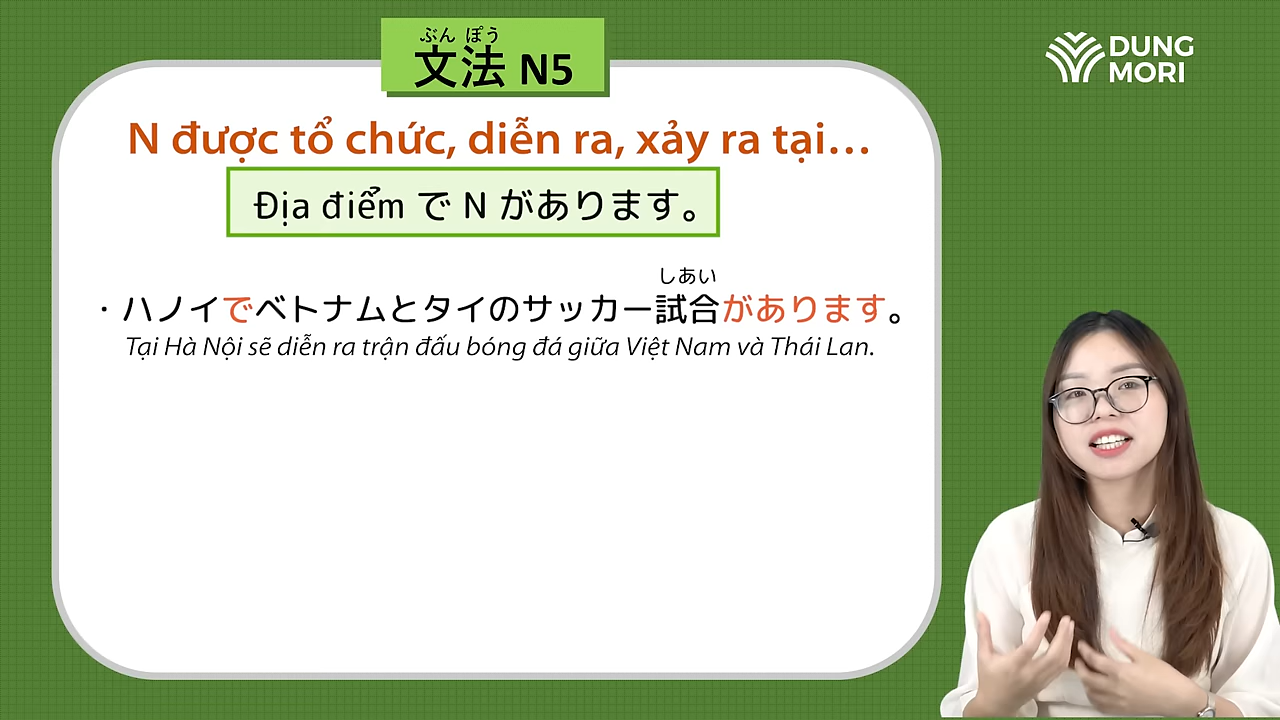 ぶん ぽう
文法 N5
DUNG
MORI
N được tổ chức, diễn ra, xảy ra tại...
Địa điểm で N があります。
しあい
・ハノイでベトナムとタイのサッカー試合があります。
Tại Hà Nội sẽ diễn ra trận đấu bóng đá giữa Việt Nam và Thái Lan.